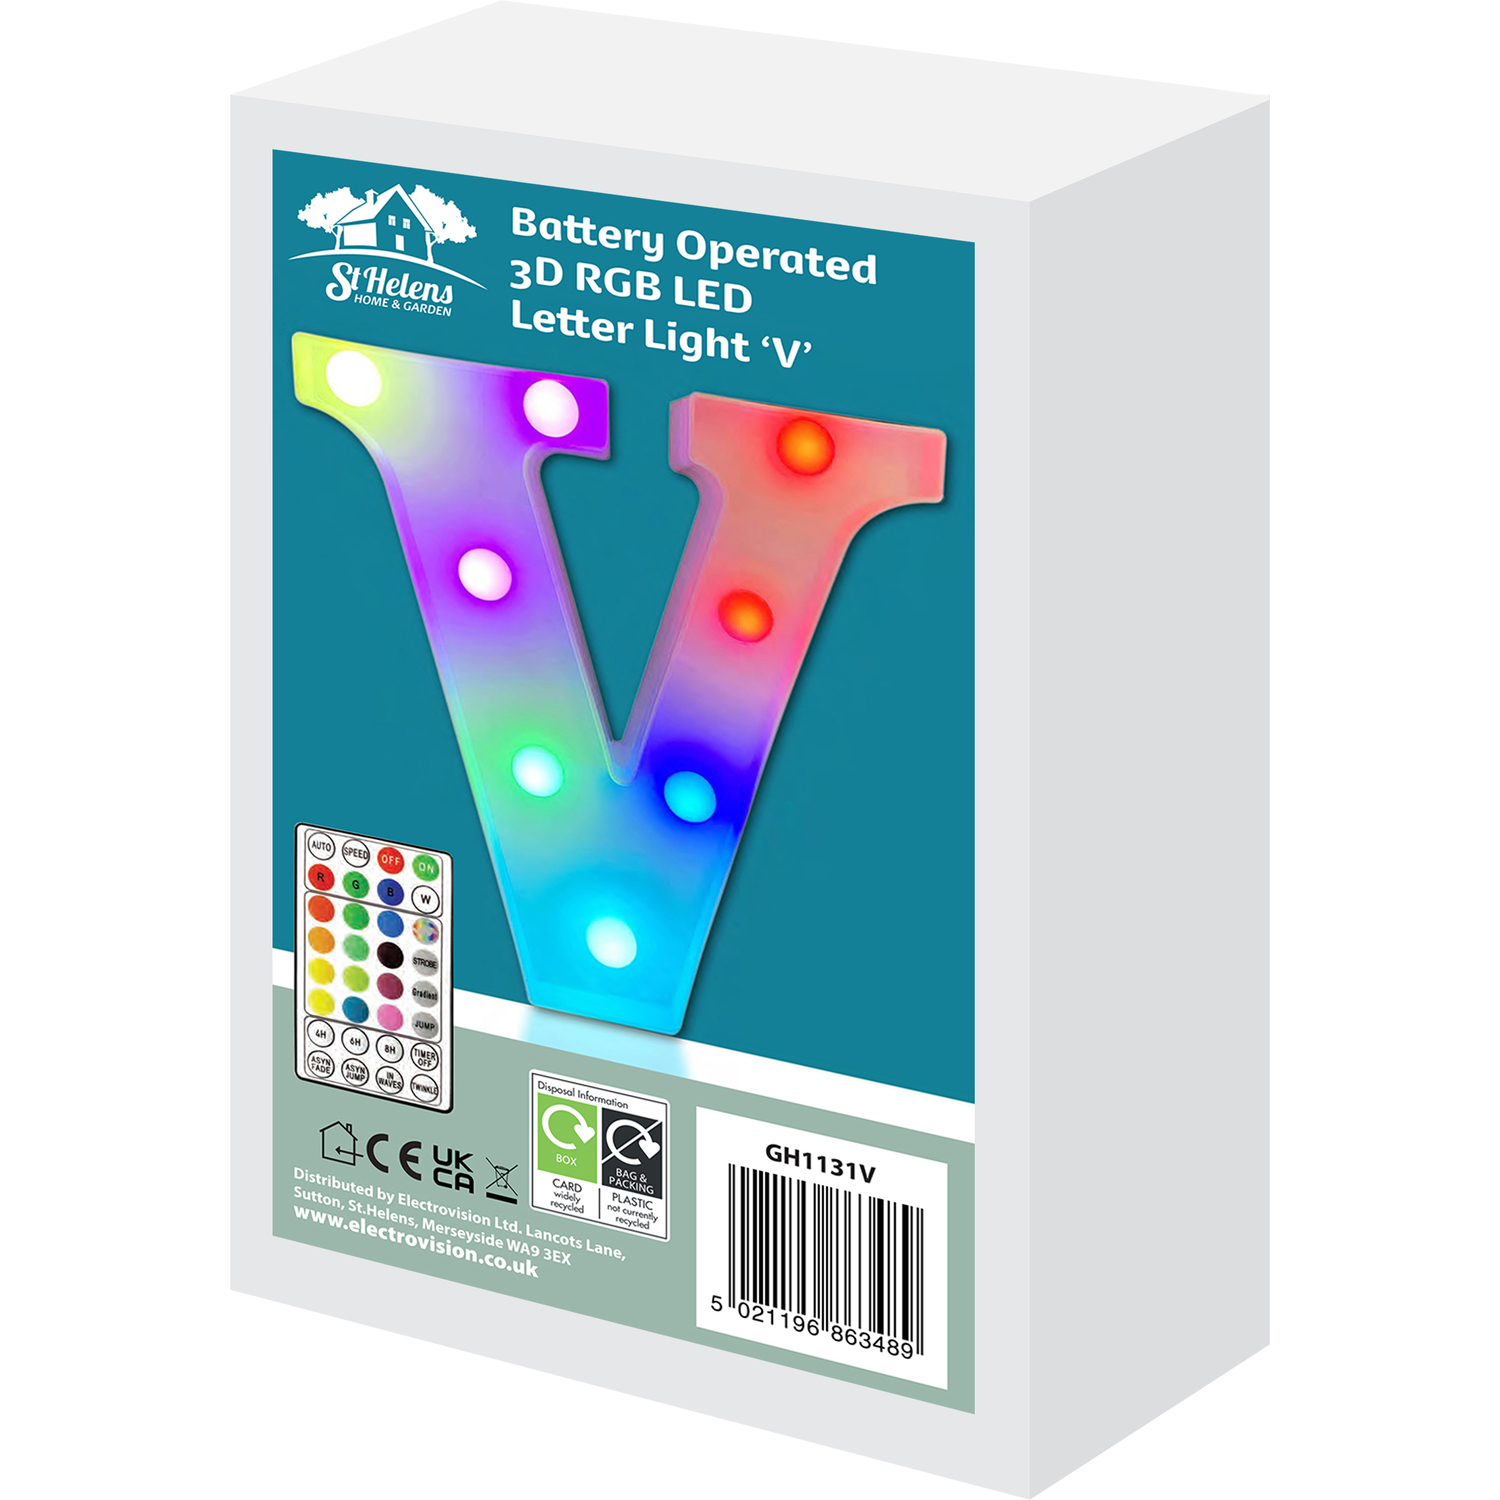 St Helens
HOME & GARDEN
Battery Operated
3D RGB LED
Letter Light ‘V’
AUTO SPEED OFF ON
R G B W
STROBE
Gradient
JUMP
4H 6H 8H TIMER OFF
ASYN FADE ASYN JUMP IN WAVES TWINKLE
CE UK CA
Distributed by Electrovision Ltd. Lancots Lane,
Sutton, St.Helens, Merseyside WA9 3EX
www.electrovision.co.uk
Disposal Information
BOX
CARD
widely
recycled
BAG &
PACKING
PLASTIC
not currently
recycled
GH1131V
5 021196 863489